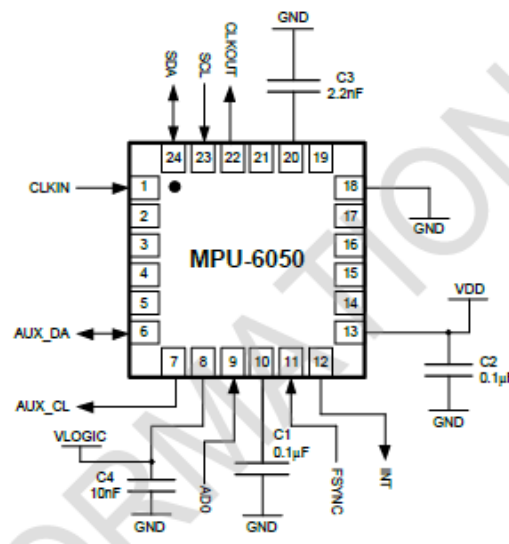 GND
SDA
SCL
CLKOUT
C3
2.2nF
24 23 22 21 20 19
CLKIN
1
2
3
4
5
6
18
17
16
15
14
13
MPU-6050
GND
VDD
AUX_DA
7 8 9 10 11 12
C2
0.1µF
GND
AUX_CL
VLOGIC
C4
10nF
GND
AD0
C1
0.1µF
GND
FSYNC
INT
ORMATION